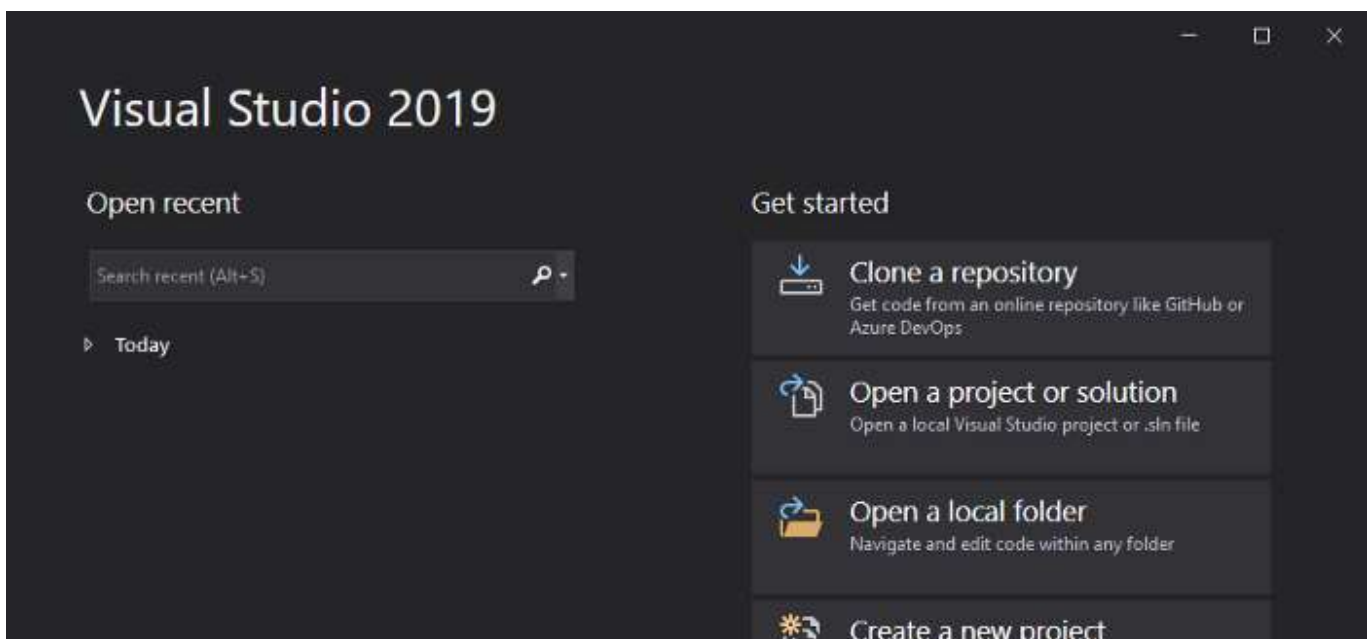 Visual Studio 2019
Open recent
Search recent (Alt+S)
Today
Get started
Clone a repository
Get code from an online repository like GitHub or
Azure DevOps
Open a project or solution
Open a local Visual Studio project or .sln file
Open a local folder
Navigate and edit code within any folder
Create a new project